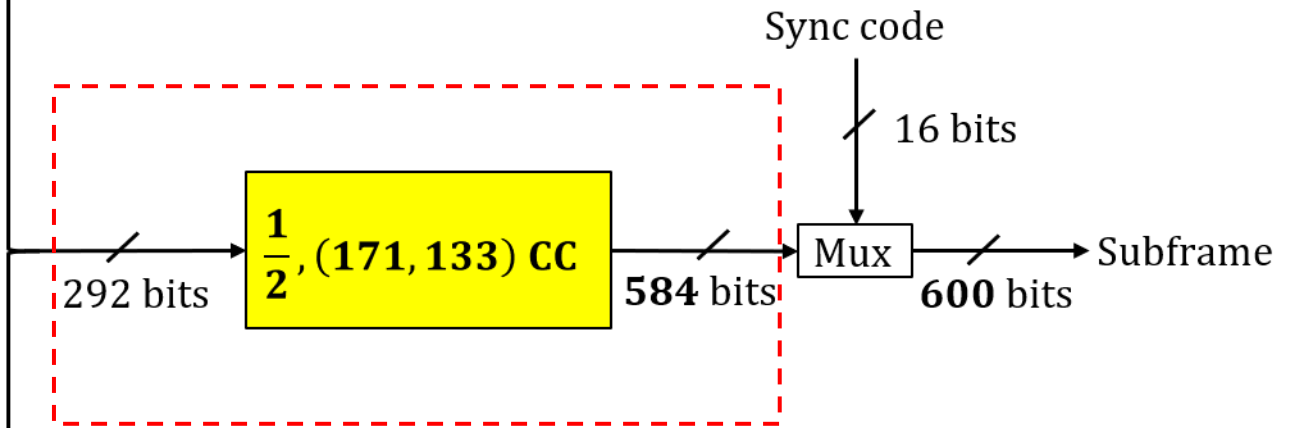 Sync code
16 bits
1/2, (171, 133) CC
Mux
Subframe
292 bits
584 bits
600 bits